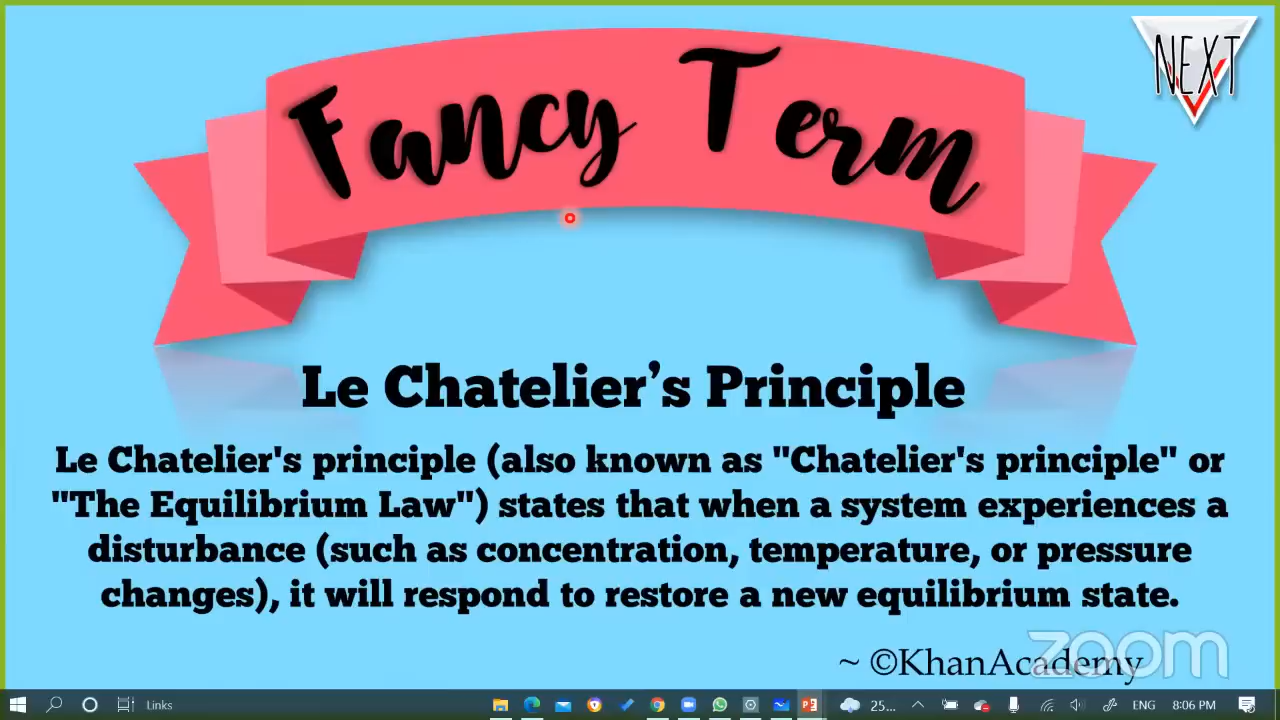 NEXT
Fancy Term
Le Chatelier’s Principle
Le Chatelier's principle (also known as "Chatelier's principle" or
"The Equilibrium Law") states that when a system experiences a
disturbance (such as concentration, temperature, or pressure
changes), it will respond to restore a new equilibrium state.
~ ©KhanAcademy
zoom
Links
25...
ENG
8:06 PM